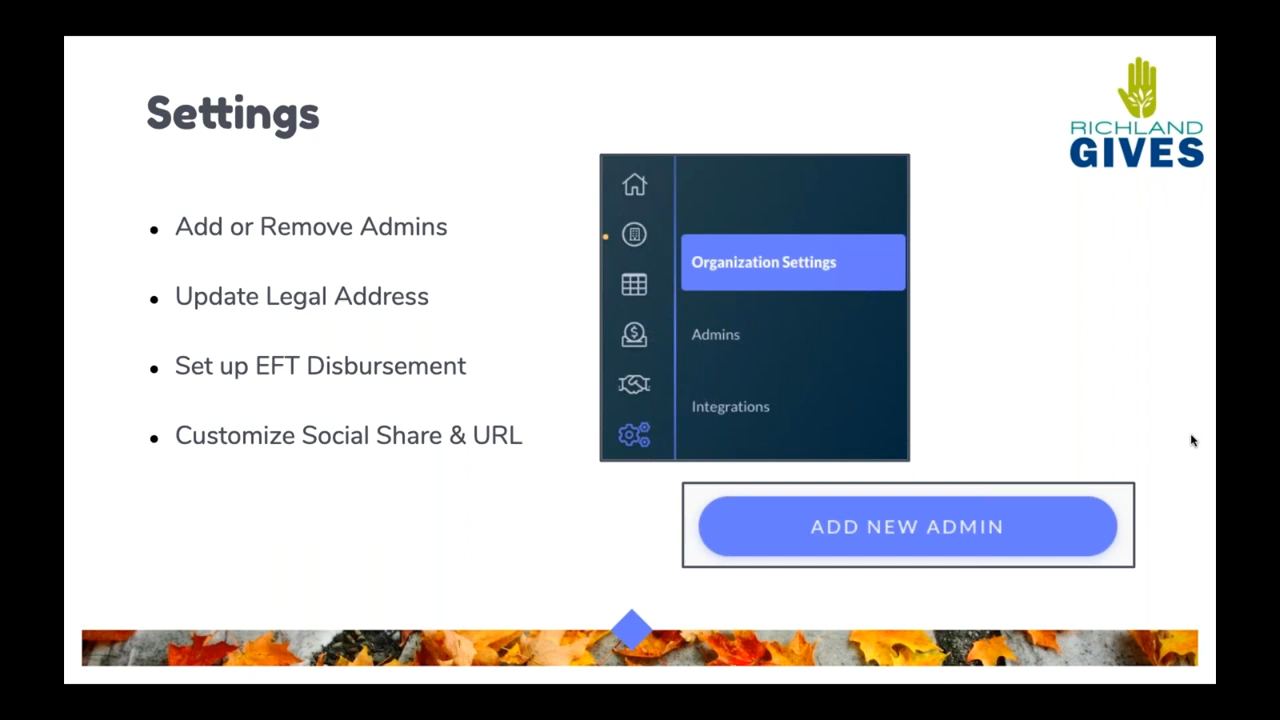 Settings
RICHLAND
GIVES
Add or Remove Admins
Update Legal Address
Set up EFT Disbursement
Customize Social Share & URL
Organization Settings
Admins
Integrations
ADD NEW ADMIN